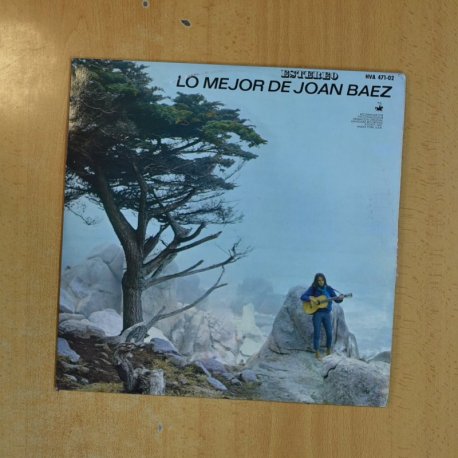 ESTEREO
HVA 471-02
LO MEJOR DE JOAN BAEZ